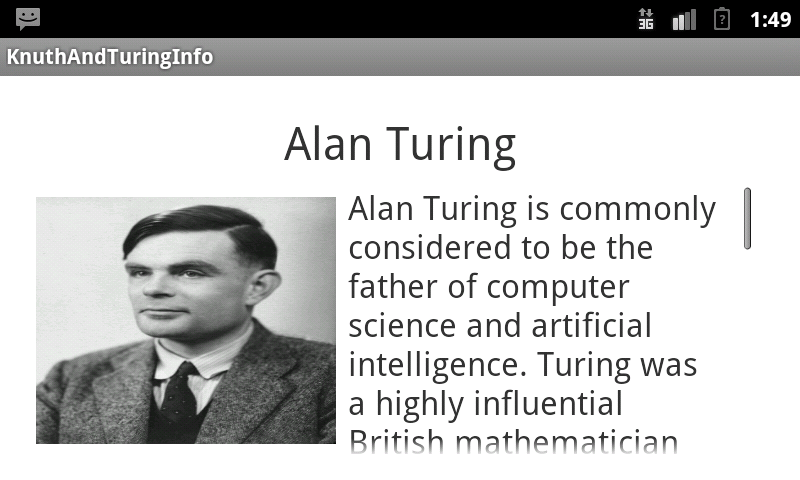 3G 1:49
KnuthAndTuringInfo
Alan Turing
Alan Turing is commonly
considered to be the
father of computer
science and artificial
intelligence. Turing was
a highly influential
British mathematician